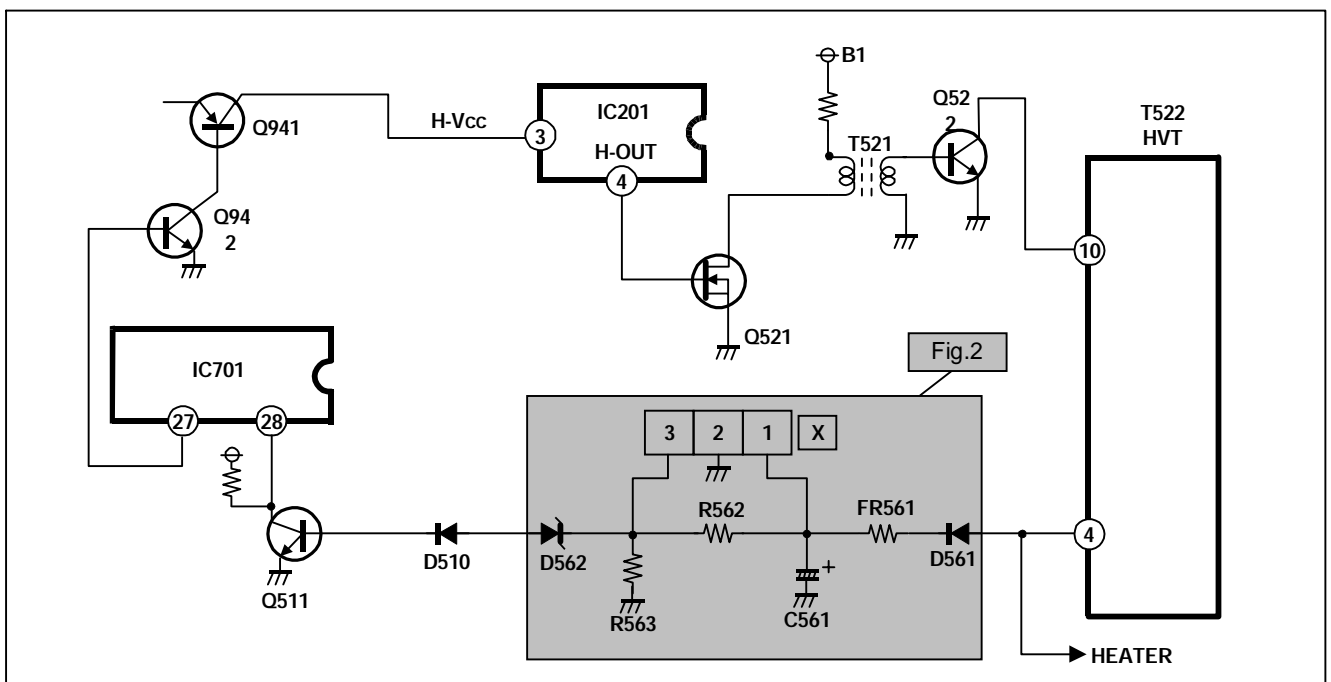 B1
Q941
H-Vcc
3
IC201
H-OUT
4
T521
Q52
2
T522
HVT
Q94
2
10
Q521
IC701
27
28
Fig.2
3 2 1 X
R562
FR561
D510
D562
D561
4
Q511
R563
C561
+
HEATER